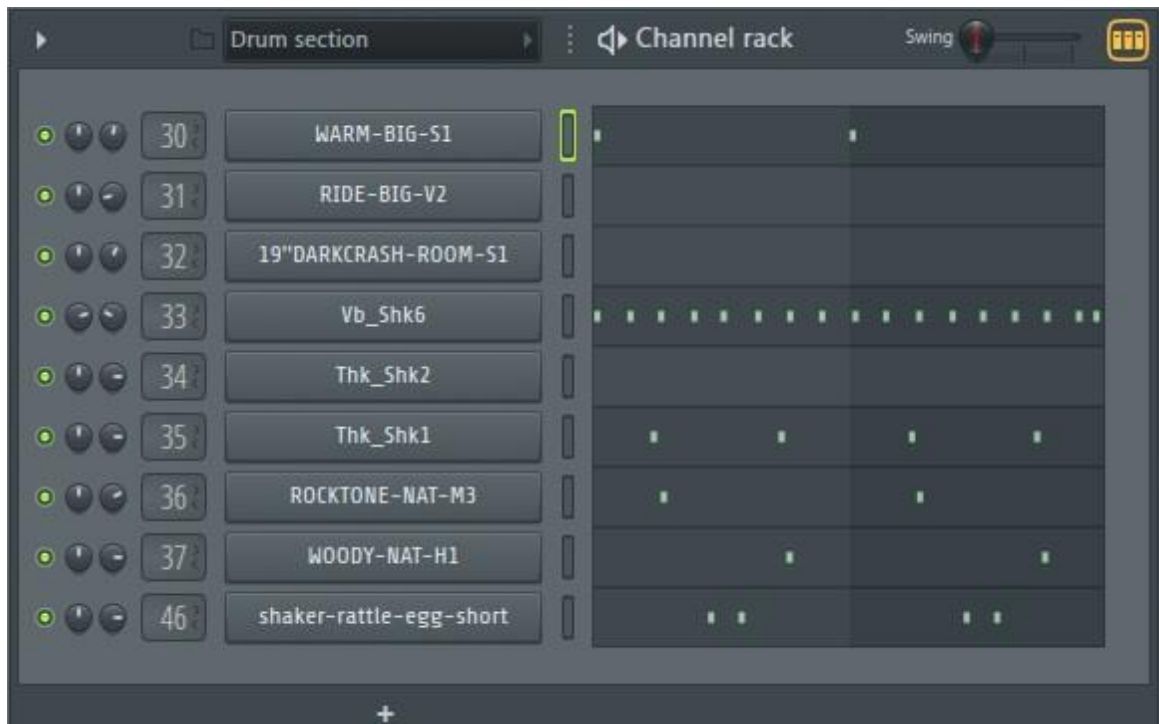 Drum section
Channel rack
Swing
30 WARM-BIG-S1
31 RIDE-BIG-V2
32 19"DARKCRASH-ROOM-S1
33 Vb_Shk6
34 Thk_Shk2
35 Thk_Shk1
36 ROCKTONE-NAT-M3
37 WOODY-NAT-H1
46 shaker-rattle-egg-short
+